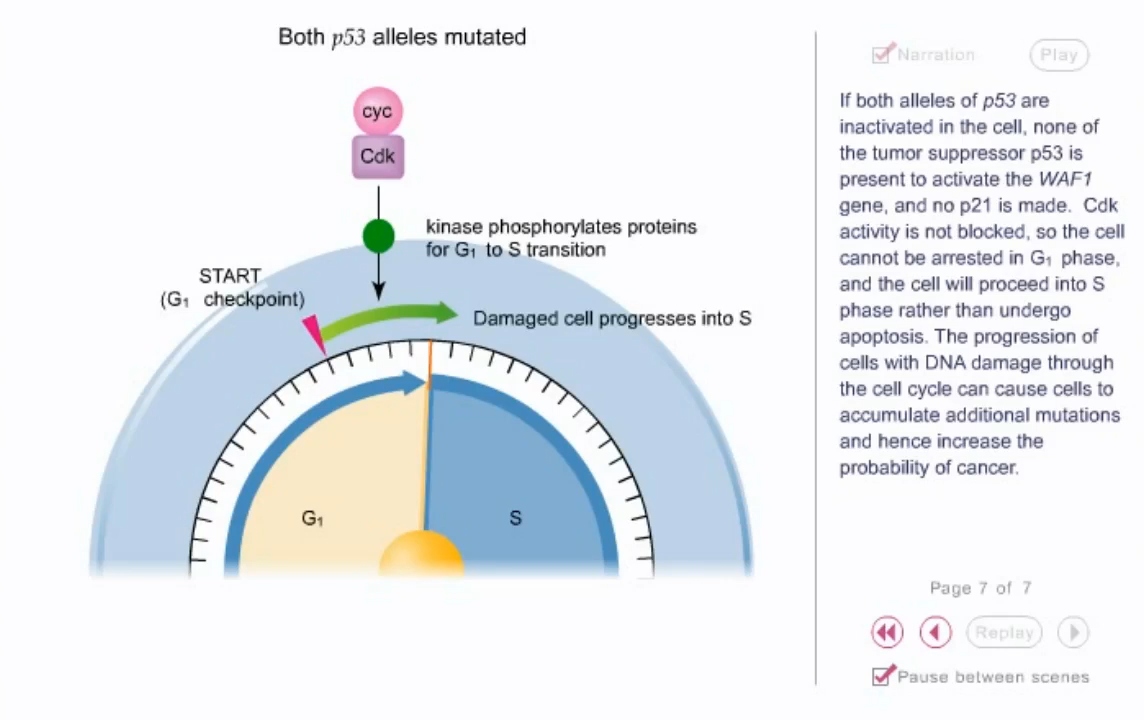 Both p53 alleles mutated
cyc
Cdk
kinase phosphorylates proteins
for G₁ to S transition
START
(G₁ checkpoint)
Damaged cell progresses into S
G₁
S
Narration
Play
If both alleles of p53 are
inactivated in the cell, none of
the tumor suppressor p53 is
present to activate the WAF1
gene, and no p21 is made. Cdk
activity is not blocked, so the cell
cannot be arrested in G₁ phase,
and the cell will proceed into S
phase rather than undergo
apoptosis. The progression of
cells with DNA damage through
the cell cycle can cause cells to
accumulate additional mutations
and hence increase the
probability of cancer.
Page 7 of 7
Replay
Pause between scenes